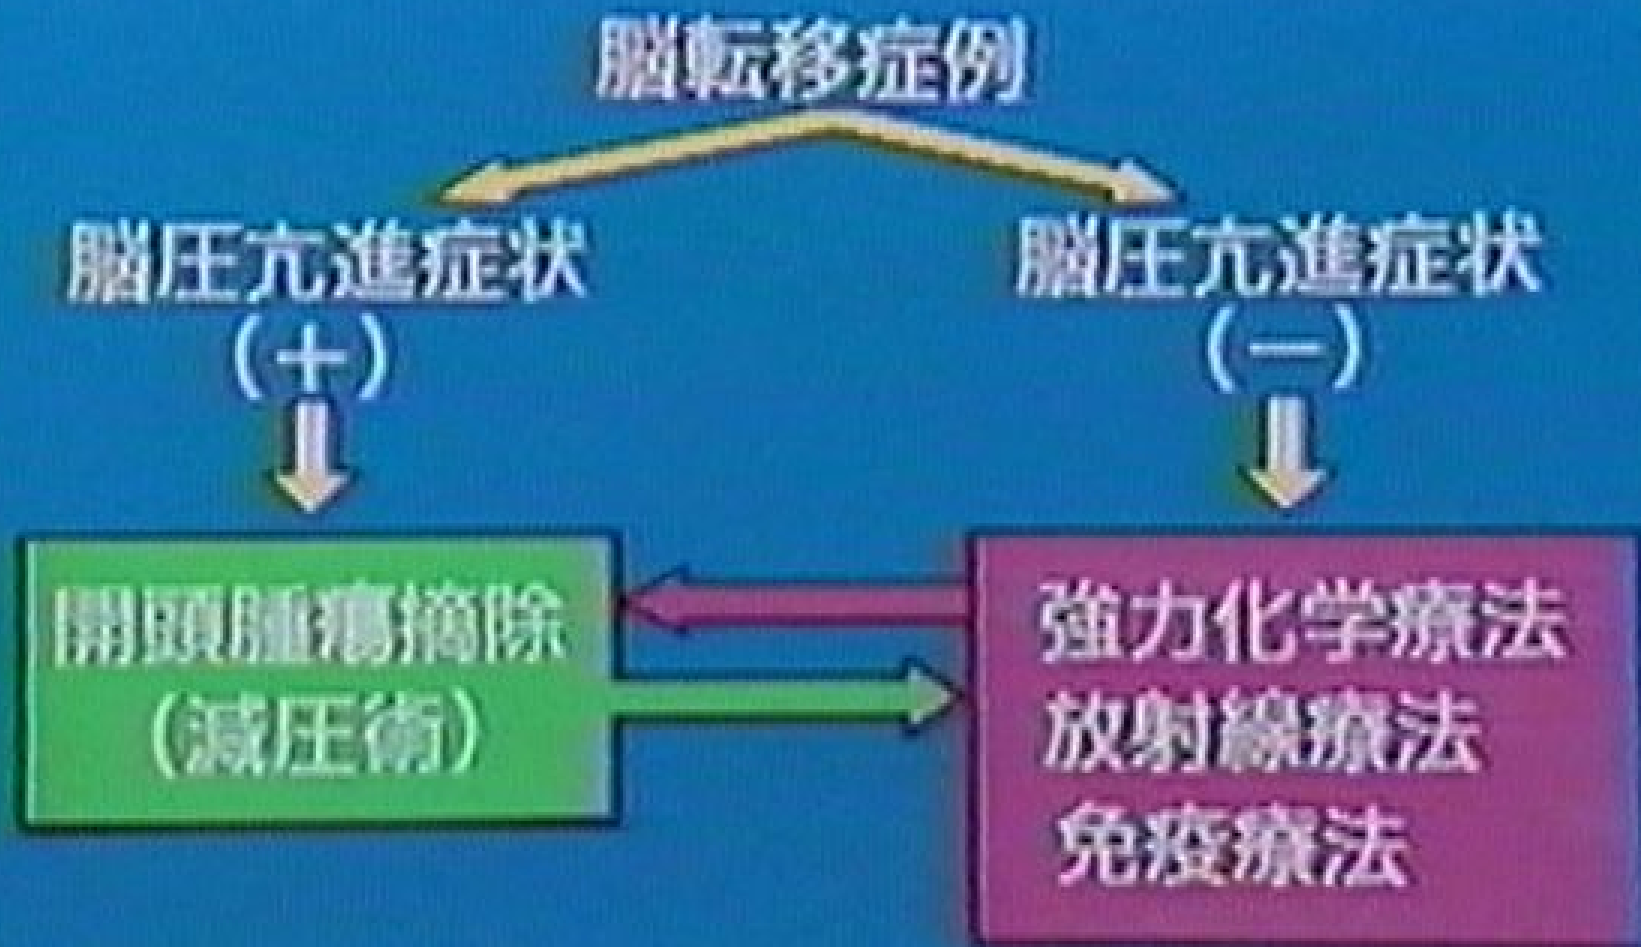 脳転移症例
脳圧亢進症状
(+)
脳圧亢進症状
(−)
開頭腫瘍摘除
(減圧術)
強力化学療法
放射線療法
免疫療法